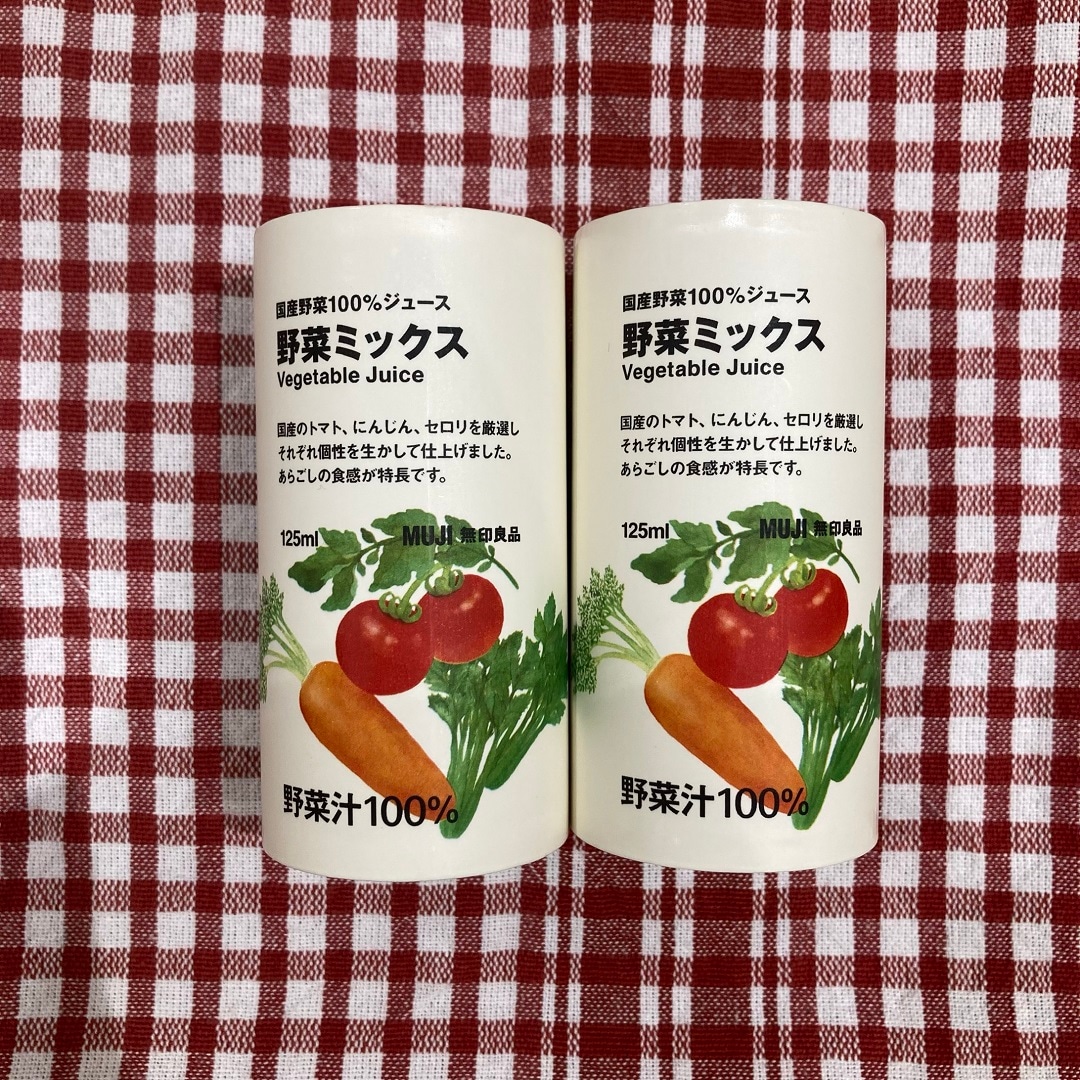 国産野菜100%ジュース
野菜ミックス
Vegetable Juice
国産のトマト、にんじん、セロリを厳選し
それぞれ個性を生かして仕上げました。
あらごしの食感が特長です。
125ml MUJI 無印良品
野菜汁100%
国産野菜100%ジュース
野菜ミックス
Vegetable Juice
国産のトマト、にんじん、セロリを厳選し
それぞれ個性を生かして仕上げました。
あらごしの食感が特長です。
125ml MUJI 無印良品
野菜汁100%